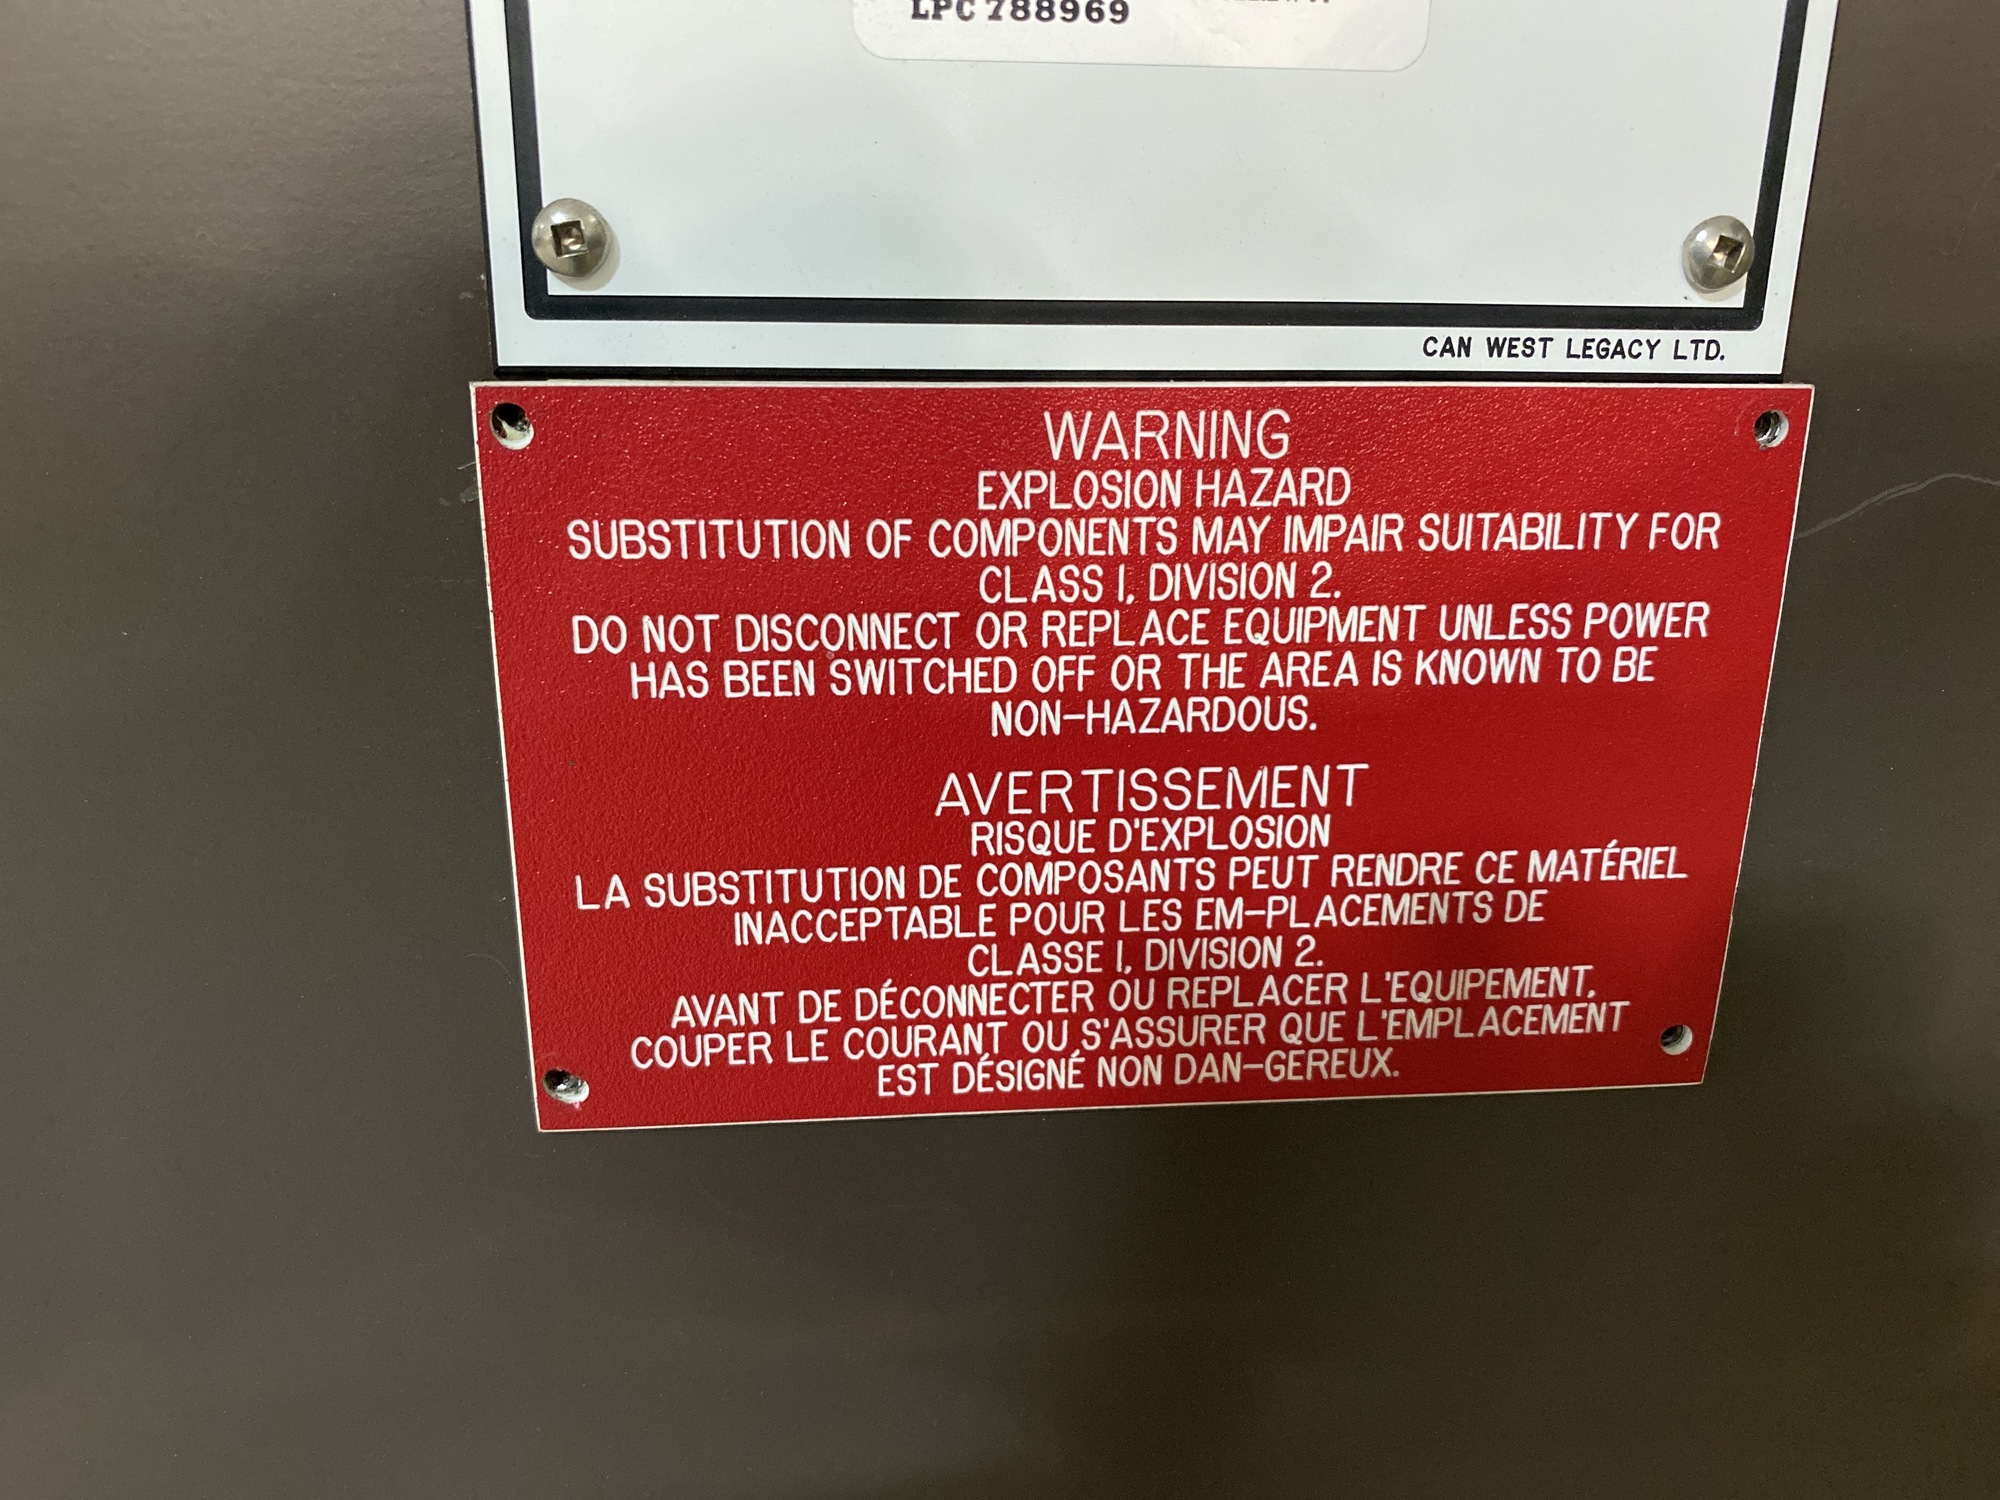 LPC 788969
CAN WEST LEGACY LTD.
WARNING
EXPLOSION HAZARD
SUBSTITUTION OF COMPONENTS MAY IMPAIR SUITABILITY FOR
CLASS I, DIVISION 2.
DO NOT DISCONNECT OR REPLACE EQUIPMENT UNLESS POWER
HAS BEEN SWITCHED OFF OR THE AREA IS KNOWN TO BE
NON-HAZARDOUS.
AVERTISSEMENT
RISQUE D'EXPLOSION
LA SUBSTITUTION DE COMPOSANTS PEUT RENDRE CE MATÉRIEL
INACCEPTABLE POUR LES EM-PLACEMENTS DE
CLASSE I, DIVISION 2.
AVANT DE DÉCONNECTER OU REPLACER L'EQUIPEMENT,
COUPER LE COURANT OU S'ASSURER QUE L'EMPLACEMENT
EST DÉSIGNÉ NON DAN-GEREUX.